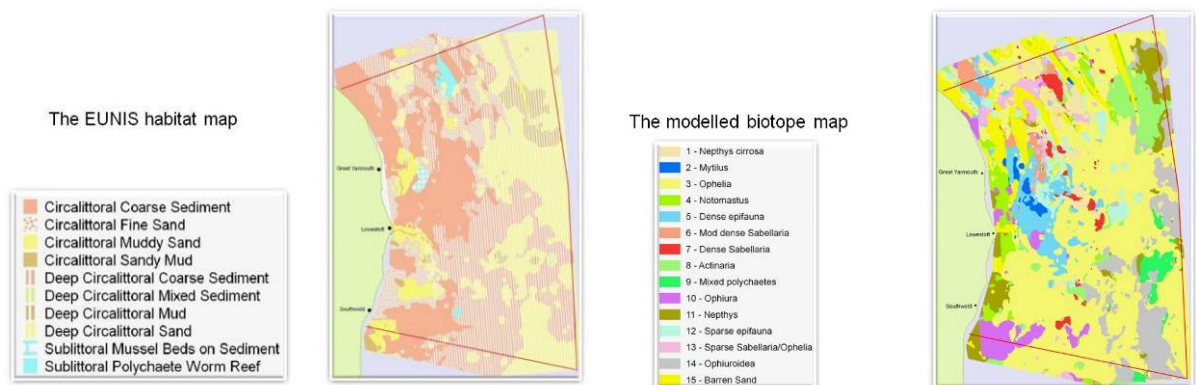 The EUNIS habitat map
Circalittoral Coarse Sediment
Circalittoral Fine Sand
Circalittoral Muddy Sand
Circalittoral Sandy Mud
Deep Circalittoral Coarse Sediment
Deep Circalittoral Mixed Sediment
Deep Circalittoral Mud
Deep Circalittoral Sand
Sublittoral Mussel Beds on Sediment
Sublittoral Polychaete Worm Reef
Great Yarmouth
Lowestoft
Southwold
The modelled biotope map
1 - Nepthys cirrosa
2 - Mytilus
3 - Ophelia
4 - Notomastus
5 - Dense epifauna
6 - Mod dense Sabellaria
7 - Dense Sabellaria
8 - Actinaria
9 - Mixed polychaetes
10 - Ophiura
11 - Nepthys
12 - Sparse epifauna
13 - Sparse Sabellaria/Ophelia
14 - Ophiuroidea
15 - Barren Sand
Great Yarmouth
Lowestoft
Southwold